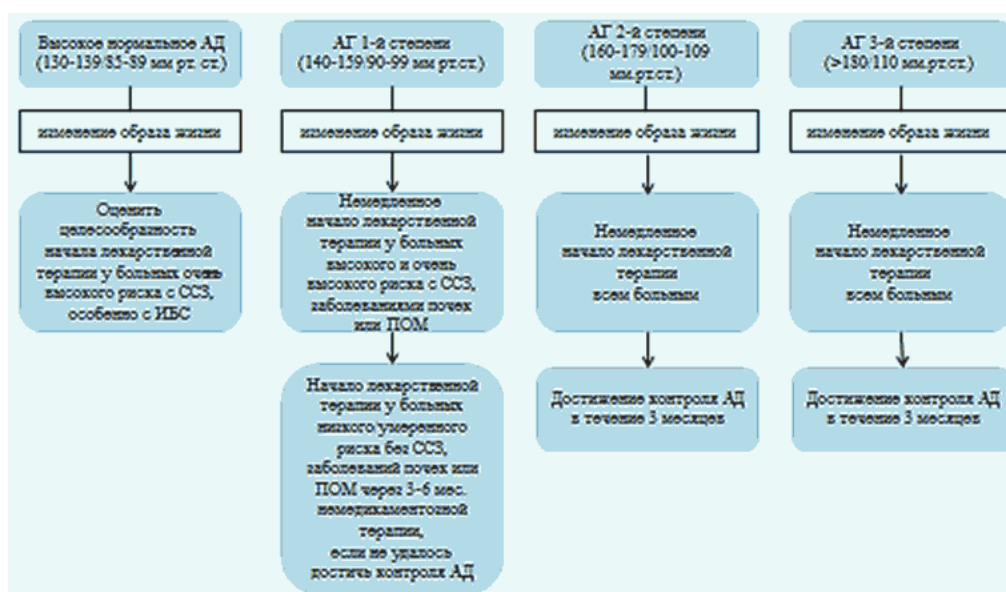 Высокое нормальное АД
(130-139/85-89 мм рт. ст.)
изменение образа жизни
Оценить
целесообразность
начала лекарственной
терапии у больных очень
высокого риска с ССЗ,
особенно с ИБС
АГ 1-й степени
(140-159/90-99 мм рт.ст.)
изменение образа жизни
Немедленное
начало лекарственной
терапии у больных
высокого и очень
высокого риска с ССЗ,
заболеваниями почек
или ПОМ
Начало лекарственной
терапии у больных
низкого/умеренного
риска без ССЗ,
заболеваний почек или
ПОМ через 3-6 мес.
немедикаментозной
терапии,
если не удалось
достичь контроля АД
АГ 2-й степени
(160-179/100-109
мм.рт.ст.)
изменение образа жизни
Немедленное
начало лекарственной
терапии
всем больным
Достижение контроля АД
в течение 3 месяцев
АГ 3-й степени
(>180/110 мм.рт.ст.)
изменение образа жизни
Немедленное
начало лекарственной
терапии
всем больным
Достижение контроля АД
в течение 3 месяцев